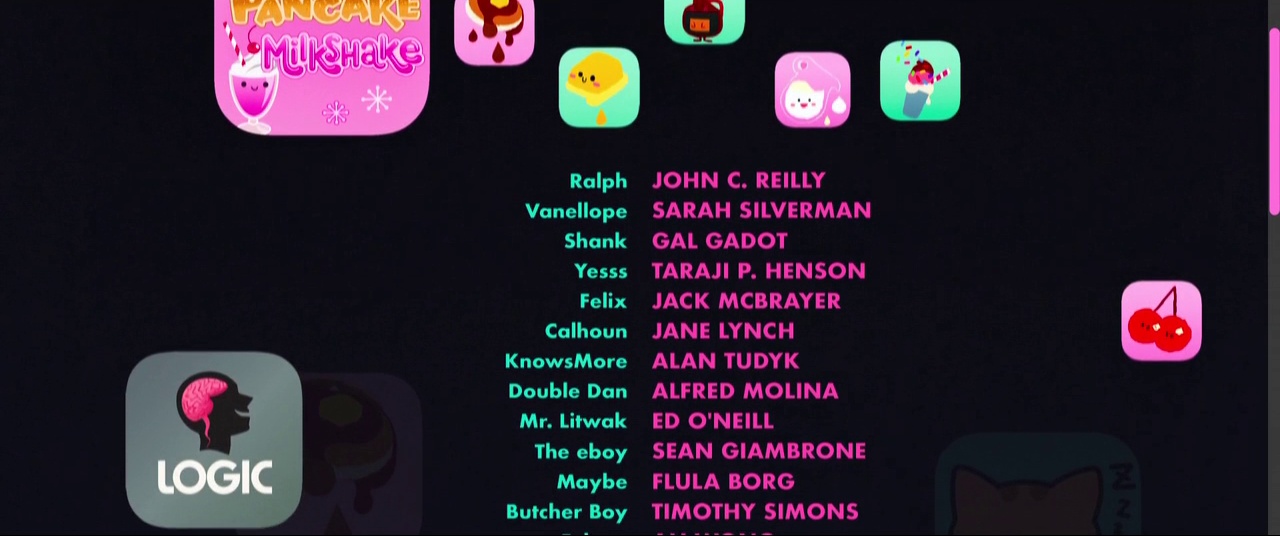 PANCAKE
MilkShake
Ralph JOHN C. REILLY
Vanellope SARAH SILVERMAN
Shank GAL GADOT
Yesss TARAJI P. HENSON
Felix JACK MCBRAYER
Calhoun JANE LYNCH
KnowsMore ALAN TUDYK
Double Dan ALFRED MOLINA
Mr. Litwak ED O'NEILL
The eboy SEAN GIAMBRONE
Maybe FLULA BORG
Butcher Boy TIMOTHY SIMONS
LOGIC